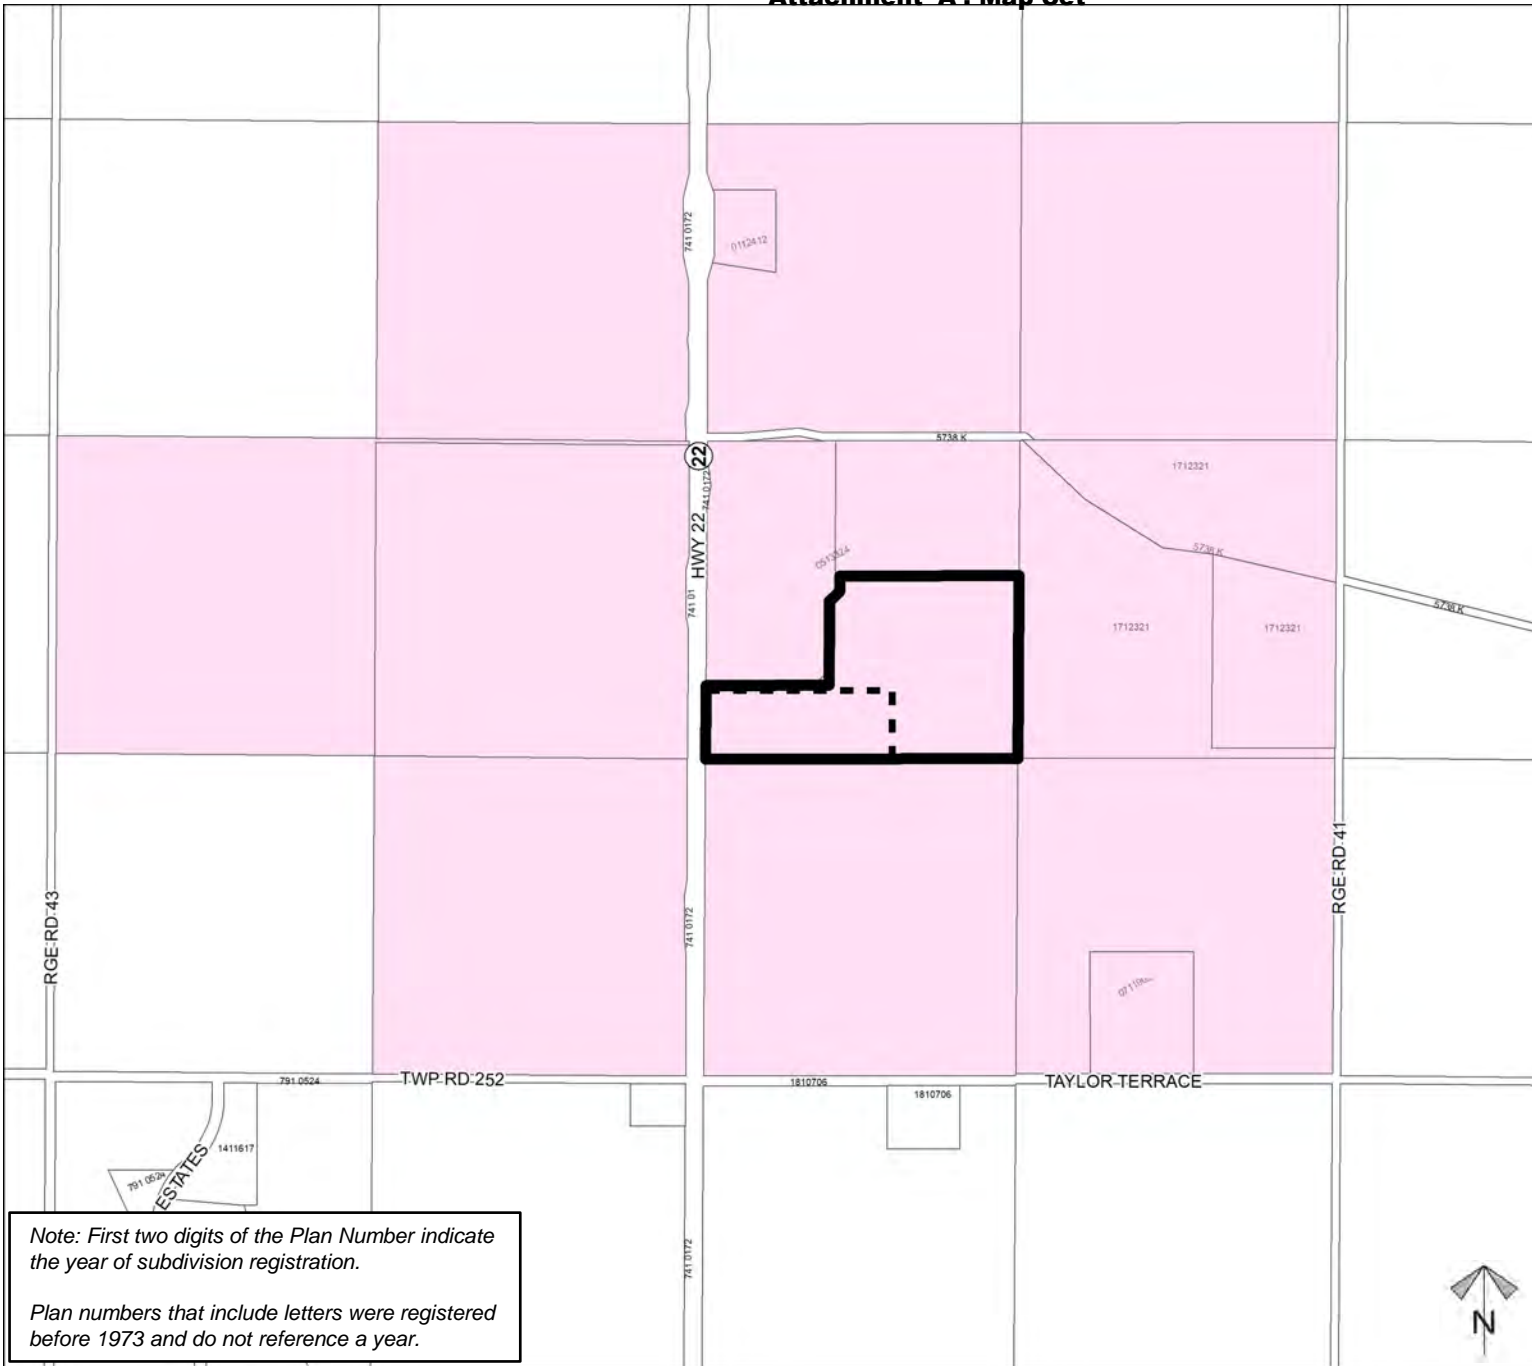 Attachment 'A': Map Set
741 0172
0112412
5738 K
22
741 0172
1712321
HWY 22
0513324
5738 K
741 01
5738 K
1712321
1712321
RGE RD 41
RGE RD 43
741 0172
TWP RD 252
791 0524
1810706
TAYLOR TERRACE
1810706
1411617
791 0524
ESTATES
741 0172
Note: First two digits of the Plan Number indicate
the year of subdivision registration.
Plan numbers that include letters were registered
before 1973 and do not reference a year.
N